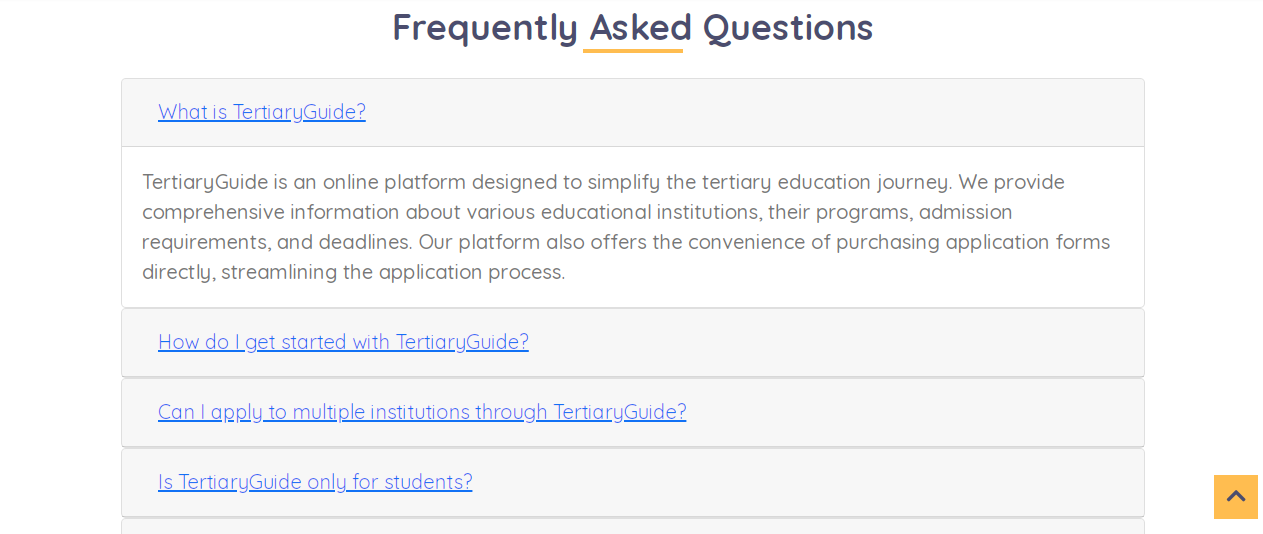 Frequently Asked Questions
What is TertiaryGuide?
TertiaryGuide is an online platform designed to simplify the tertiary education journey. We provide
comprehensive information about various educational institutions, their programs, admission
requirements, and deadlines. Our platform also offers the convenience of purchasing application forms
directly, streamlining the application process.
How do I get started with TertiaryGuide?
Can I apply to multiple institutions through TertiaryGuide?
Is TertiaryGuide only for students?